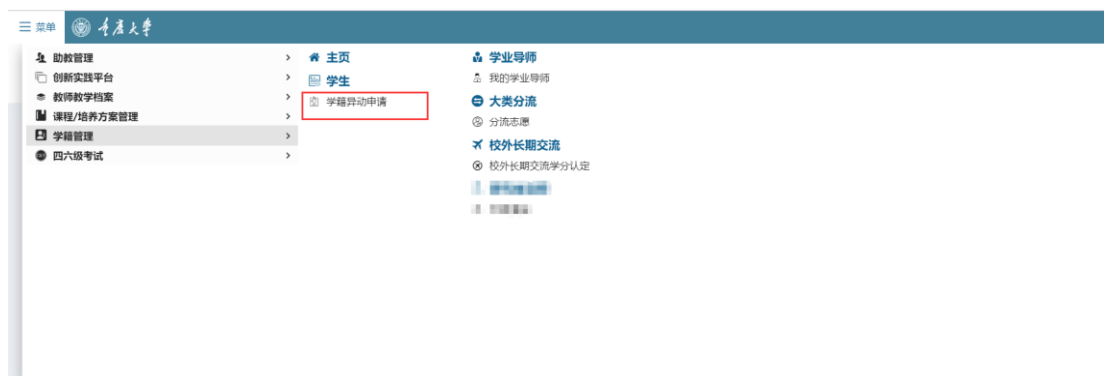 菜单 重庆大学
助教管理
创新实践平台
教师教学档案
课程/培养方案管理
学籍管理
四六级考试
主页
学生
学籍异动申请
学业导师
我的学业导师
大类分流
分流志愿
校外长期交流
校外长期交流学分认定